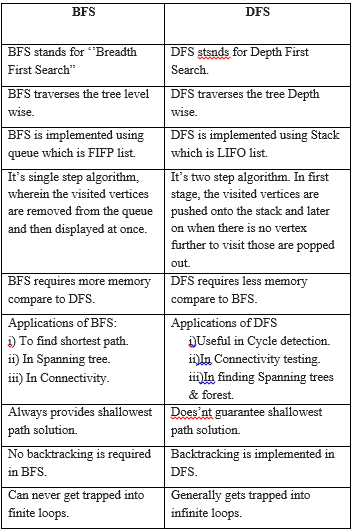 BFS
DFS
BFS stands for ‘’Breadth
First Search”
DFS stsnds for Depth First
Search.
BFS traverses the tree level
wise.
DFS traverses the tree Depth
wise.
BFS is implemented using
queue which is FIFP list.
DFS is implemented using Stack
which is LIFO list.
It’s single step algorithm,
wherein the visited vertices
are removed from the queue
and then displayed at once.
It’s two step algorithm. In first
stage, the visited vertices are
pushed onto the stack and later
on when there is no vertex
further to visit those are popped
out.
BFS requires more memory
compare to DFS.
DFS requires less memory
compare to BFS.
Applications of BFS:
i) To find shortest path.
ii) In Spanning tree.
iii) In Connectivity.
Applications of DFS
i)Useful in Cycle detection.
ii)In Connectivity testing.
iii)In finding Spanning trees
& forest.
Always provides shallowest
path solution.
Does’nt guarantee shallowest
path solution.
No backtracking is required
in BFS.
Backtracking is implemented in
DFS.
Can never get trapped into
finite loops.
Generally gets trapped into
infinite loops.